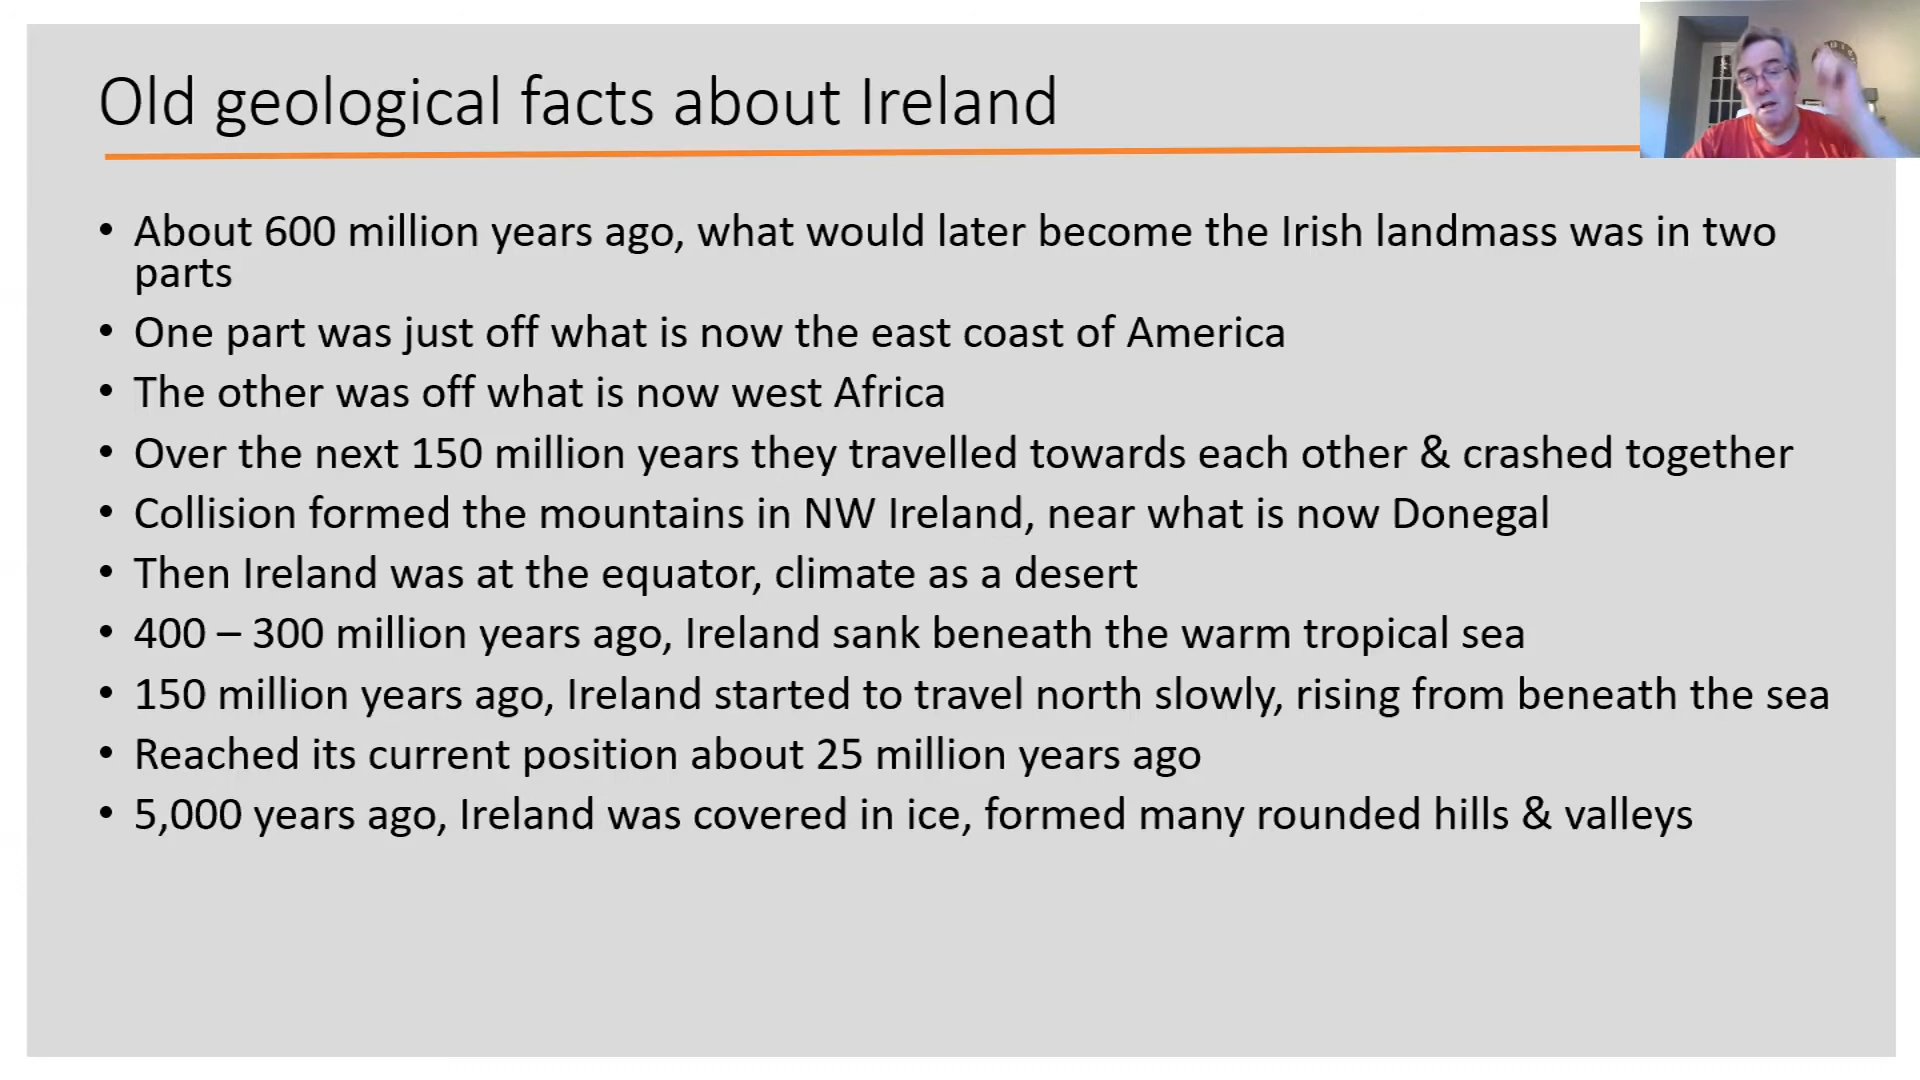 Old geological facts about Ireland
• About 600 million years ago, what would later become the Irish landmass was in two
parts
• One part was just off what is now the east coast of America
• The other was off what is now west Africa
• Over the next 150 million years they travelled towards each other & crashed together
• Collision formed the mountains in NW Ireland, near what is now Donegal
• Then Ireland was at the equator, climate as a desert
• 400 – 300 million years ago, Ireland sank beneath the warm tropical sea
• 150 million years ago, Ireland started to travel north slowly, rising from beneath the sea
• Reached its current position about 25 million years ago
• 5,000 years ago, Ireland was covered in ice, formed many rounded hills & valleys